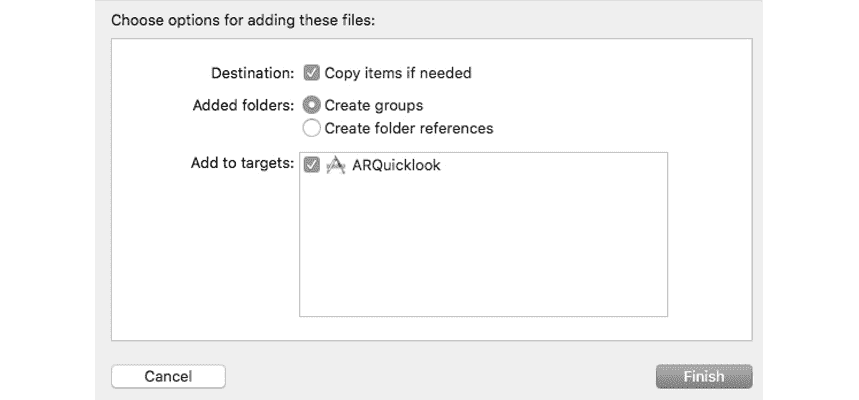 Choose options for adding these files:
Destination: Copy items if needed
Added folders: Create groups
Create folder references
Add to targets: ARQuicklook
Cancel Finish